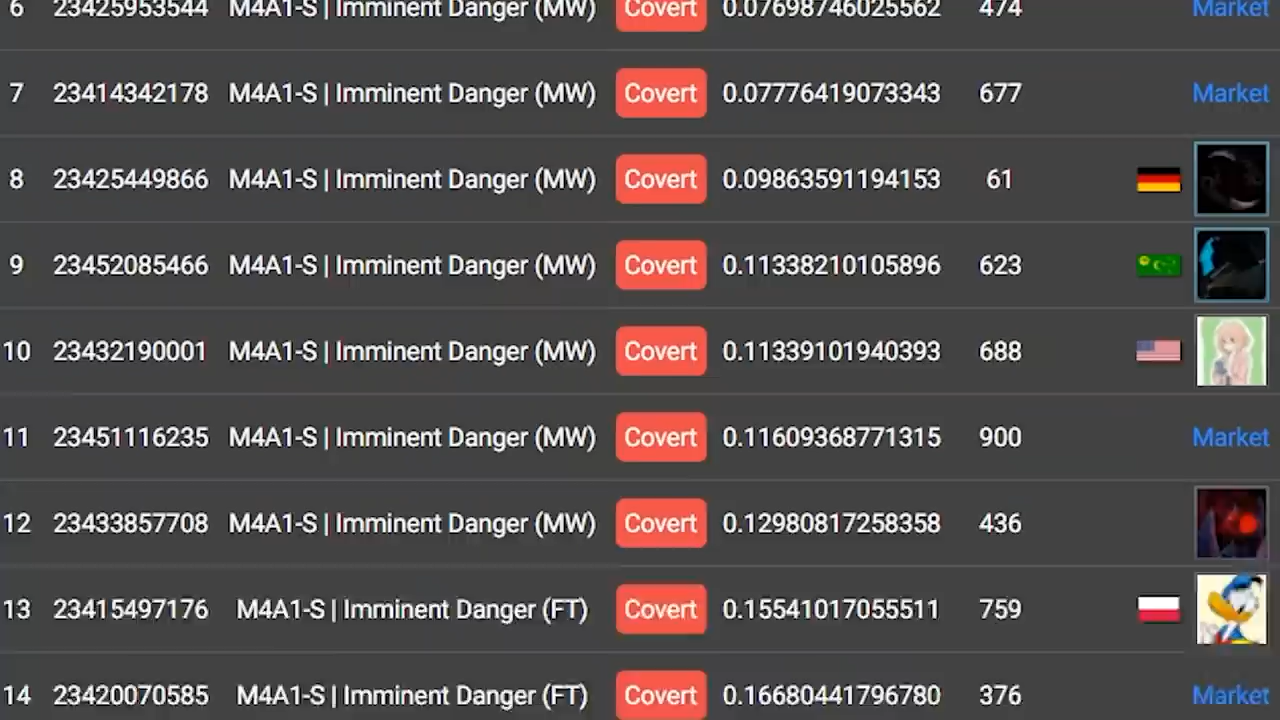 6 23425953544 M4A1-S | Imminent Danger (MW) Covert 0.07698746025562 474 Market
7 23414342178 M4A1-S | Imminent Danger (MW) Covert 0.07776419073343 677 Market
8 23425449866 M4A1-S | Imminent Danger (MW) Covert 0.09863591194153 61
9 23452085466 M4A1-S | Imminent Danger (MW) Covert 0.11338210105896 623
10 23432190001 M4A1-S | Imminent Danger (MW) Covert 0.11339101940393 688
11 23451116235 M4A1-S | Imminent Danger (MW) Covert 0.11609368771315 900 Market
12 23433857708 M4A1-S | Imminent Danger (MW) Covert 0.12980817258358 436
13 23415497176 M4A1-S | Imminent Danger (FT) Covert 0.15541017055511 759
14 23420070585 M4A1-S | Imminent Danger (FT) Covert 0.16680441796780 376 Market